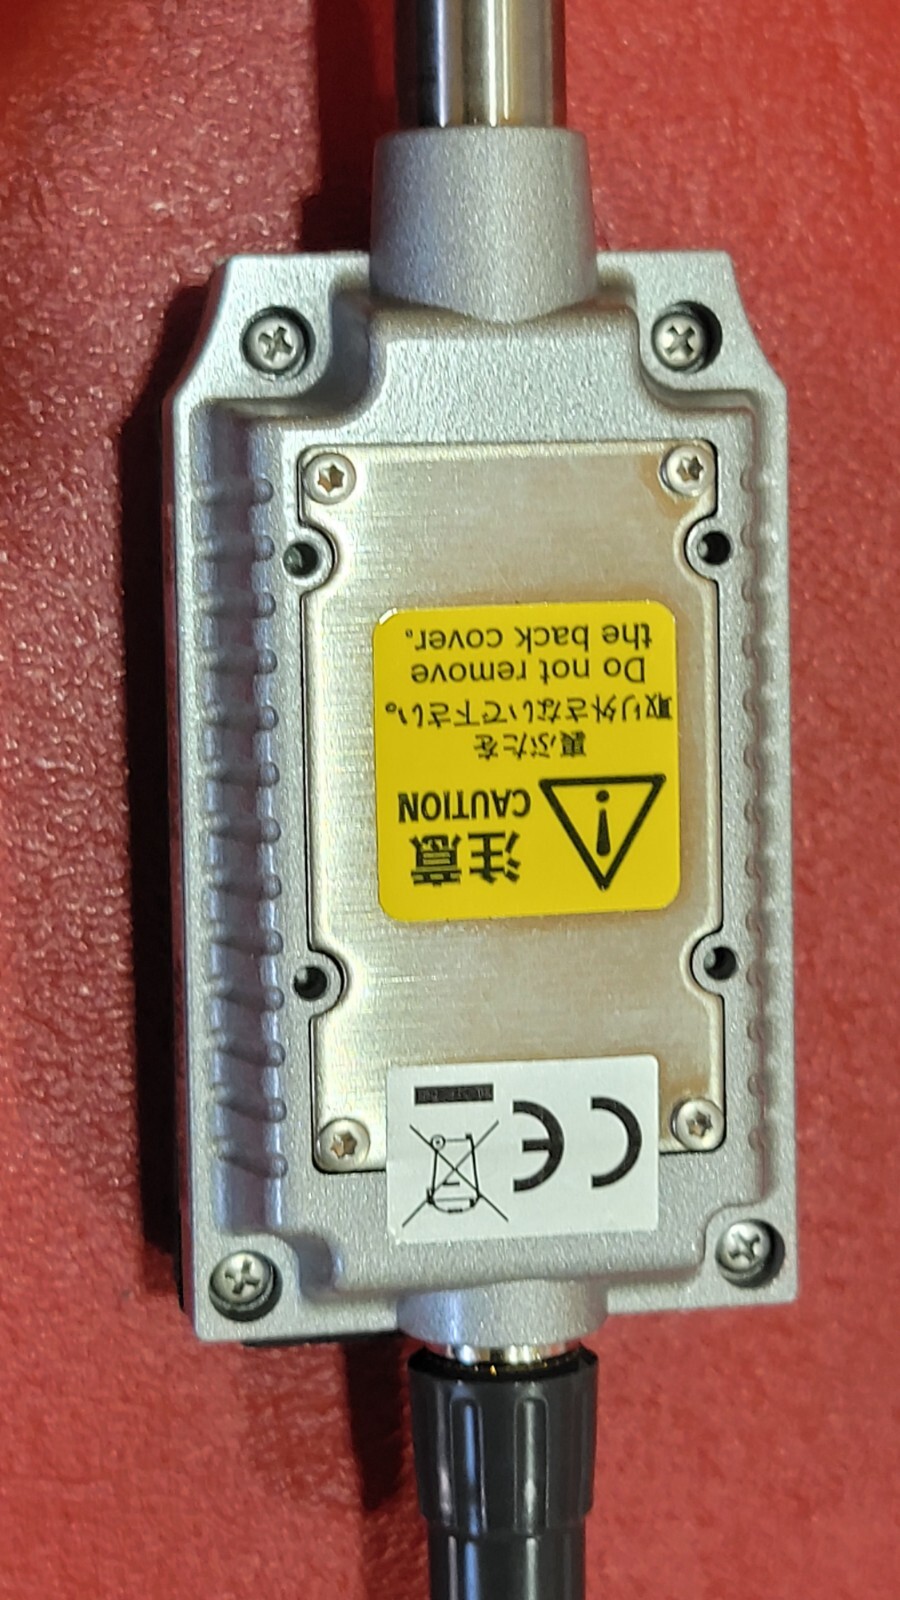 注意
CAUTION
裏ぶたを
取り外さないで下さい。
Do not remove
the back cover.
CE